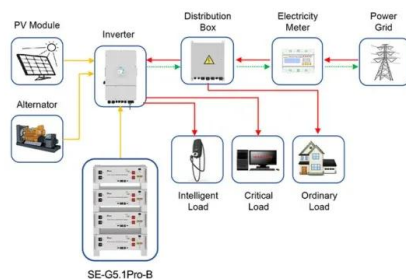 PV Module
Inverter
Distribution
Box
Electricity
Meter
Power
Grid
Alternator
Intelligent
Load
Critical
Load
Ordinary
Load
SE-G5.1Pro-B